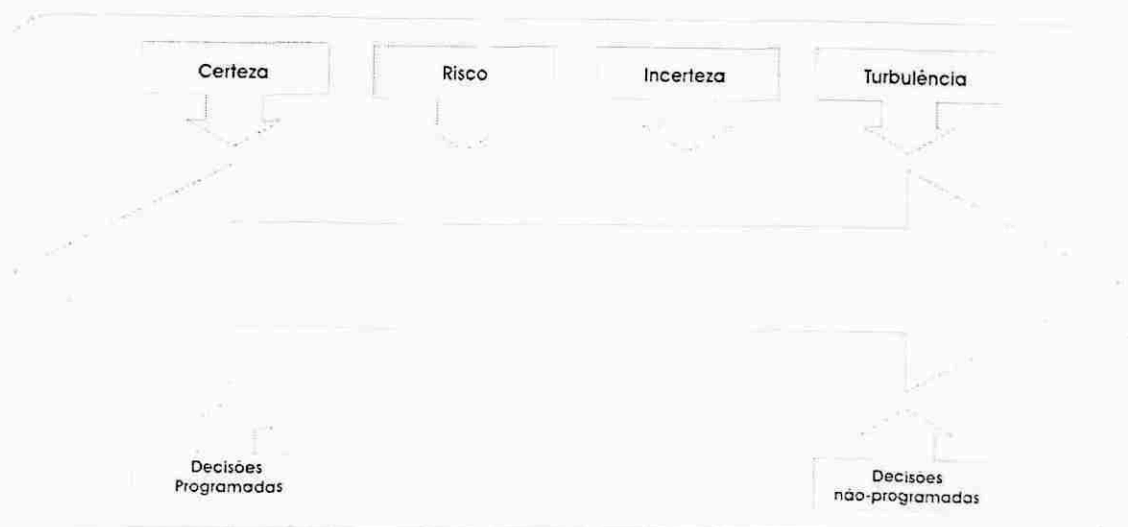 Certeza
Risco
Incerteza
Turbulência
Decisões
Programadas
Decisões
não-programadas